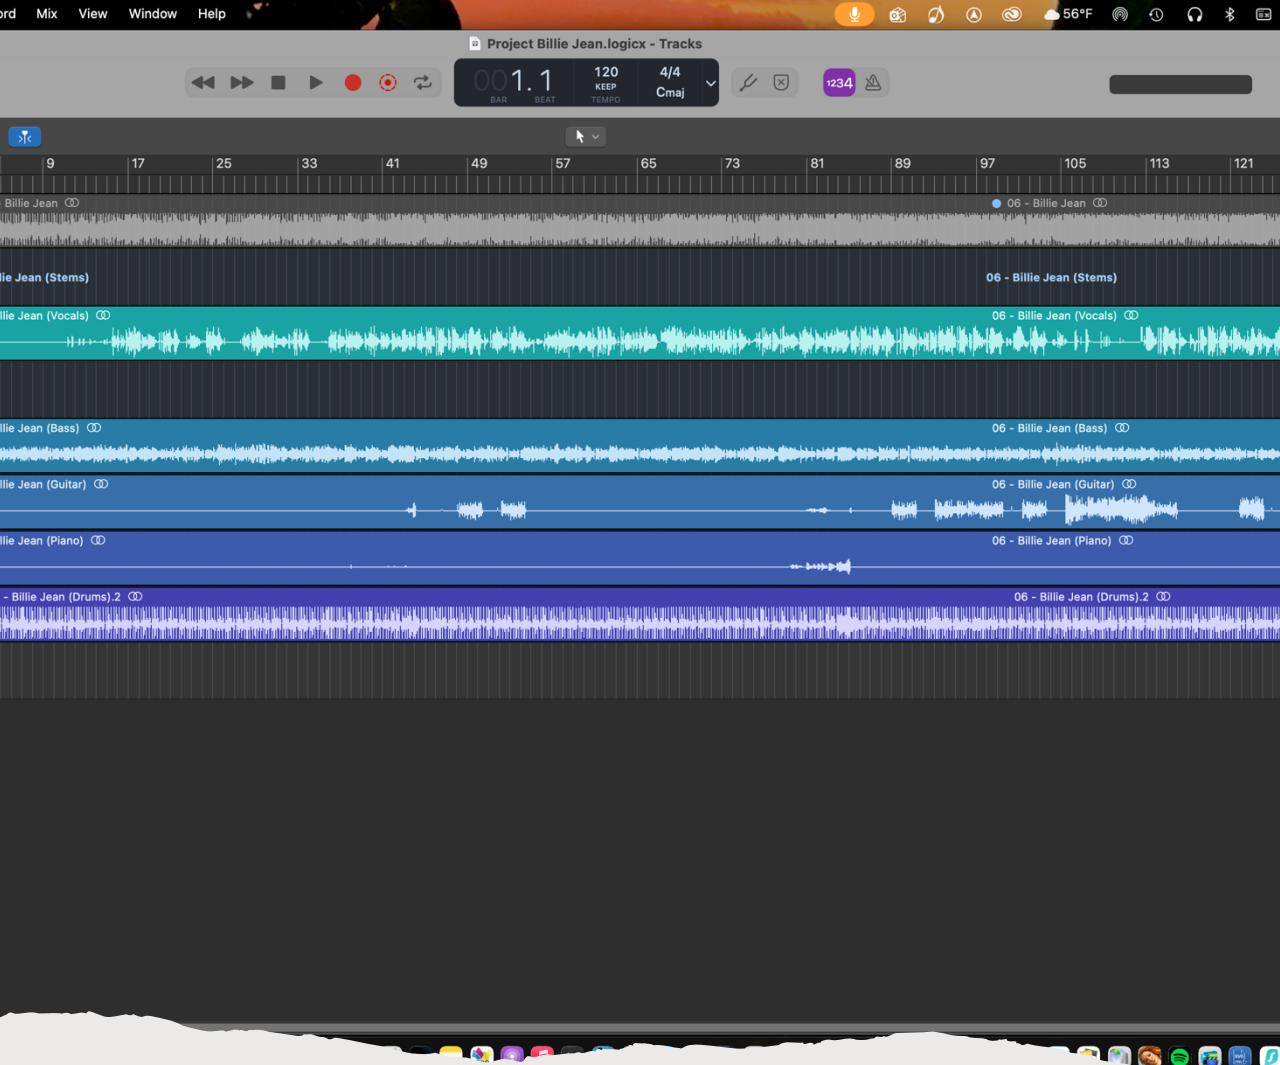 ord Mix View Window Help 56°F
Project Billie Jean.logicx - Tracks
001.1 120 4/4
KEEP Cmaj 1234
BAR BEAT TEMPO
9 17 25 33 41 49 57 65 73 81 89 97 105 113 121
- Billie Jean 06 - Billie Jean
lie Jean (Stems) 06 - Billie Jean (Stems)
llie Jean (Vocals) 06 - Billie Jean (Vocals)
llie Jean (Bass) 06 - Billie Jean (Bass)
llie Jean (Guitar) 06 - Billie Jean (Guitar)
llie Jean (Piano) 06 - Billie Jean (Piano)
- Billie Jean (Drums).2 06 - Billie Jean (Drums).2